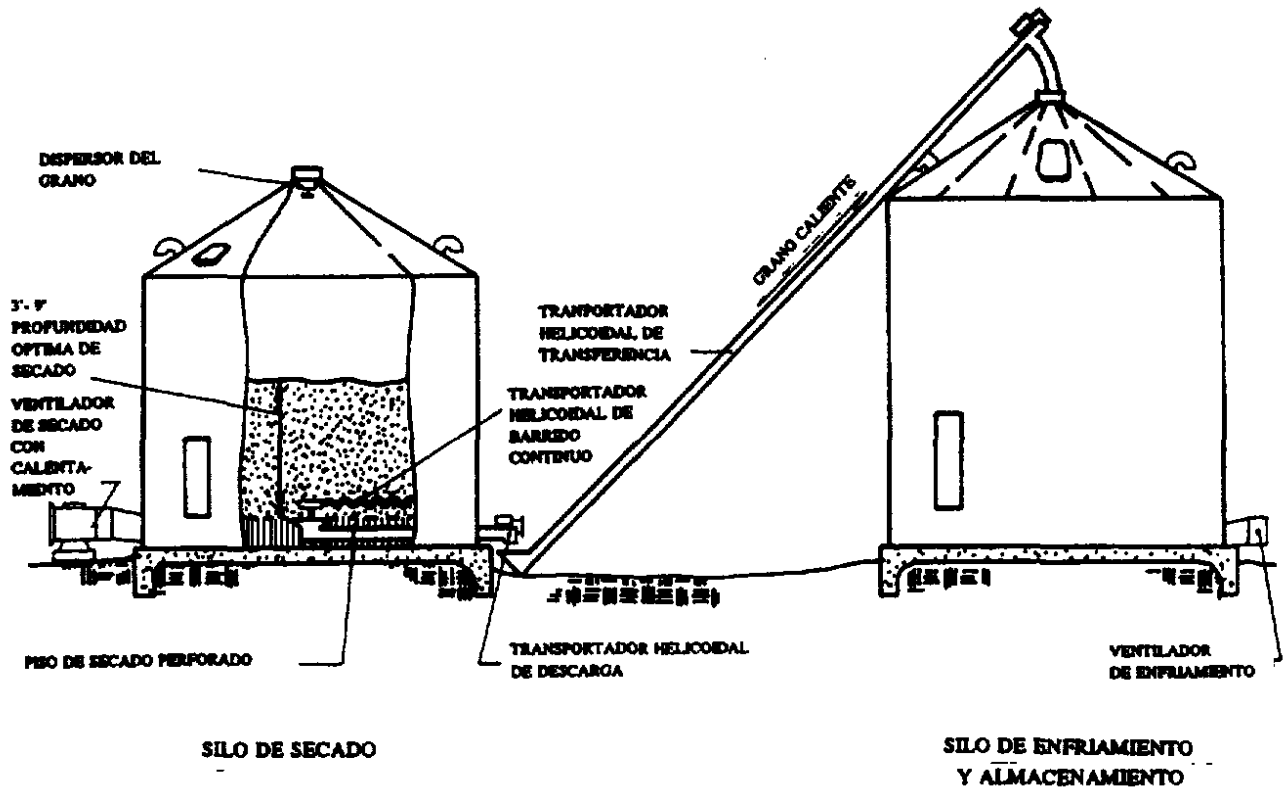 DISPERSOR DEL
GRANO
3'- 9'
PROFUNDIDAD
OPTIMA DE
SECADO
VENTILADOR
DE SECADO
CON
CALENTA-
MIENTO
TRANPORTADOR
HELICOIDAL DE
TRANSFERENCIA
TRANSPORTADOR
HELICOIDAL DE
BARRIDO
CONTINUO
GRANO CALIENTE
PISO DE SECADO PERFORADO
TRANSPORTADOR HELICOIDAL
DE DESCARGA
VENTILADOR
DE ENFRIAMIENTO
SILO DE SECADO
SILO DE ENFRIAMIENTO
Y ALMACENAMIENTO